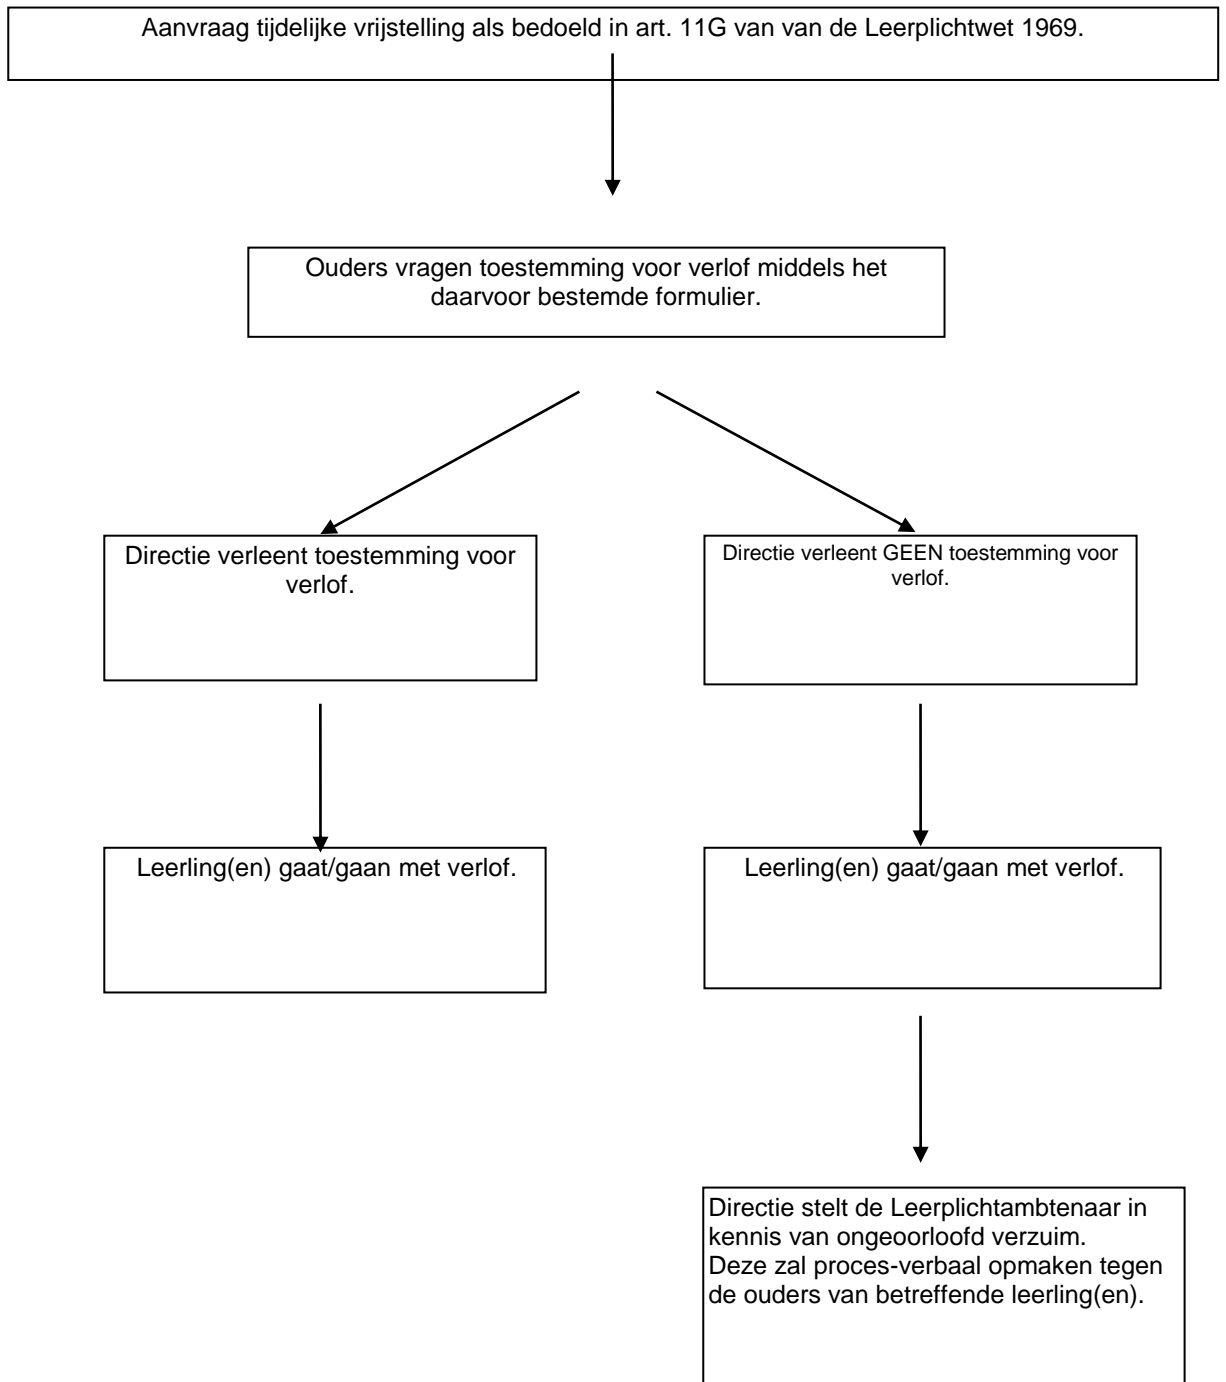 Aanvraag tijdelijke vrijstelling als bedoeld in art. 11G van van de Leerplichtwet 1969.
Ouders vragen toestemming voor verlof middels het
daarvoor bestemde formulier.
Directie verleent toestemming voor
verlof.
Directie verleent GEEN toestemming voor
verlof.
Leerling(en) gaat/gaan met verlof.
Leerling(en) gaat/gaan met verlof.
Directie stelt de Leerplichtambtenaar in
kennis van ongeoorloofd verzuim.
Deze zal proces-verbaal opmaken tegen
de ouders van betreffende leerling(en).